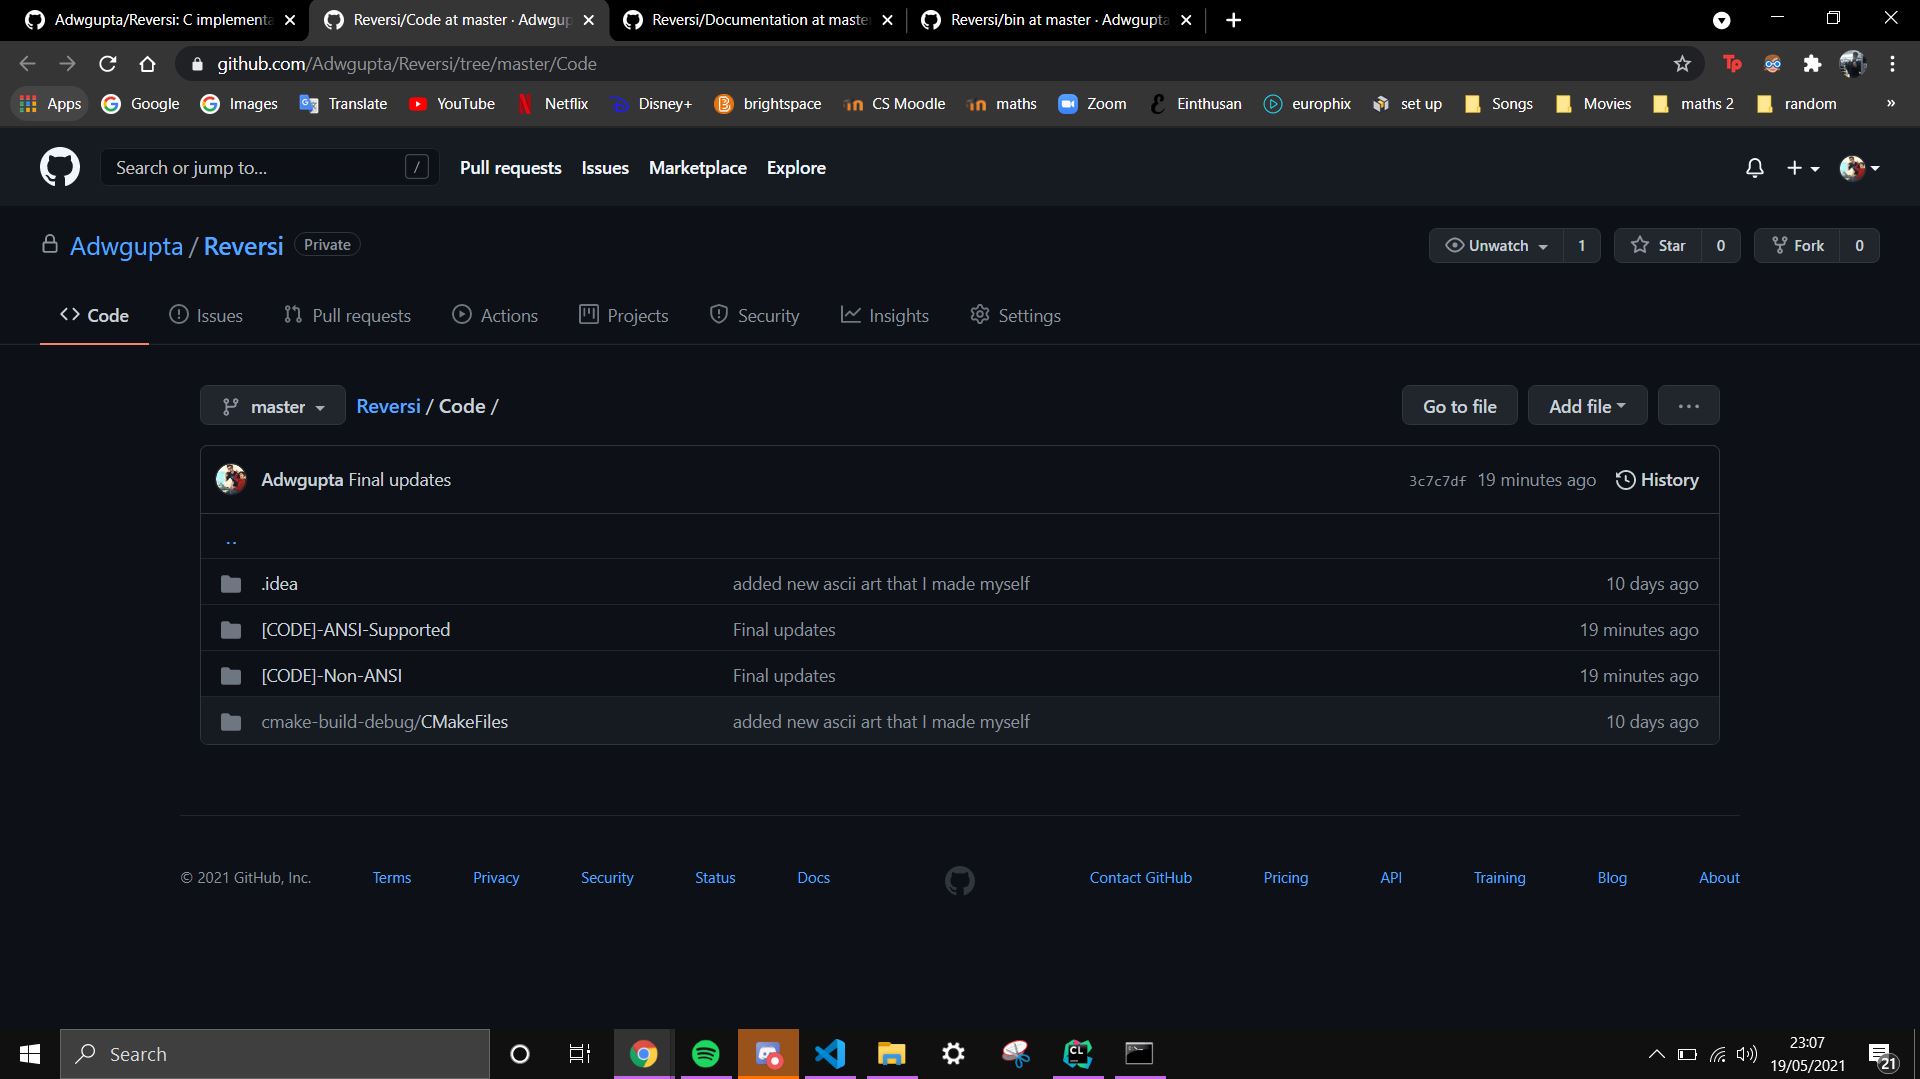 Adwgupta/Reversi: C implementa
Reversi/Code at master · Adwgup
Reversi/Documentation at maste
Reversi/bin at master · Adwgupta
github.com/Adwgupta/Reversi/tree/master/Code
Apps Google Images Translate YouTube Netflix Disney+ brightspace CS Moodle maths Zoom Einthusan europhix set up Songs Movies maths 2 random »
Search or jump to... / Pull requests Issues Marketplace Explore
Adwgupta / Reversi Private Unwatch 1 Star 0 Fork 0
Code Issues Pull requests Actions Projects Security Insights Settings
master Reversi / Code / Go to file Add file ...
Adwgupta Final updates 3c7c7df 19 minutes ago History
..
.idea added new ascii art that I made myself 10 days ago
[CODE]-ANSI-Supported Final updates 19 minutes ago
[CODE]-Non-ANSI Final updates 19 minutes ago
cmake-build-debug/CMakeFiles added new ascii art that I made myself 10 days ago
© 2021 GitHub, Inc. Terms Privacy Security Status Docs Contact GitHub Pricing API Training Blog About
Search
23:07
19/05/2021
21